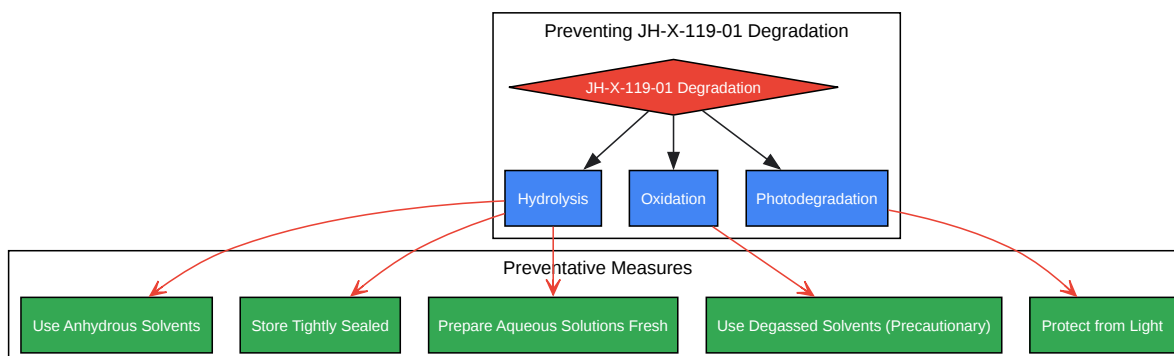 Preventing JH-X-119-01 Degradation
JH-X-119-01 Degradation
Hydrolysis
Oxidation
Photodegradation
Preventative Measures
Use Anhydrous Solvents
Store Tightly Sealed
Prepare Aqueous Solutions Fresh
Use Degassed Solvents (Precautionary)
Protect from Light